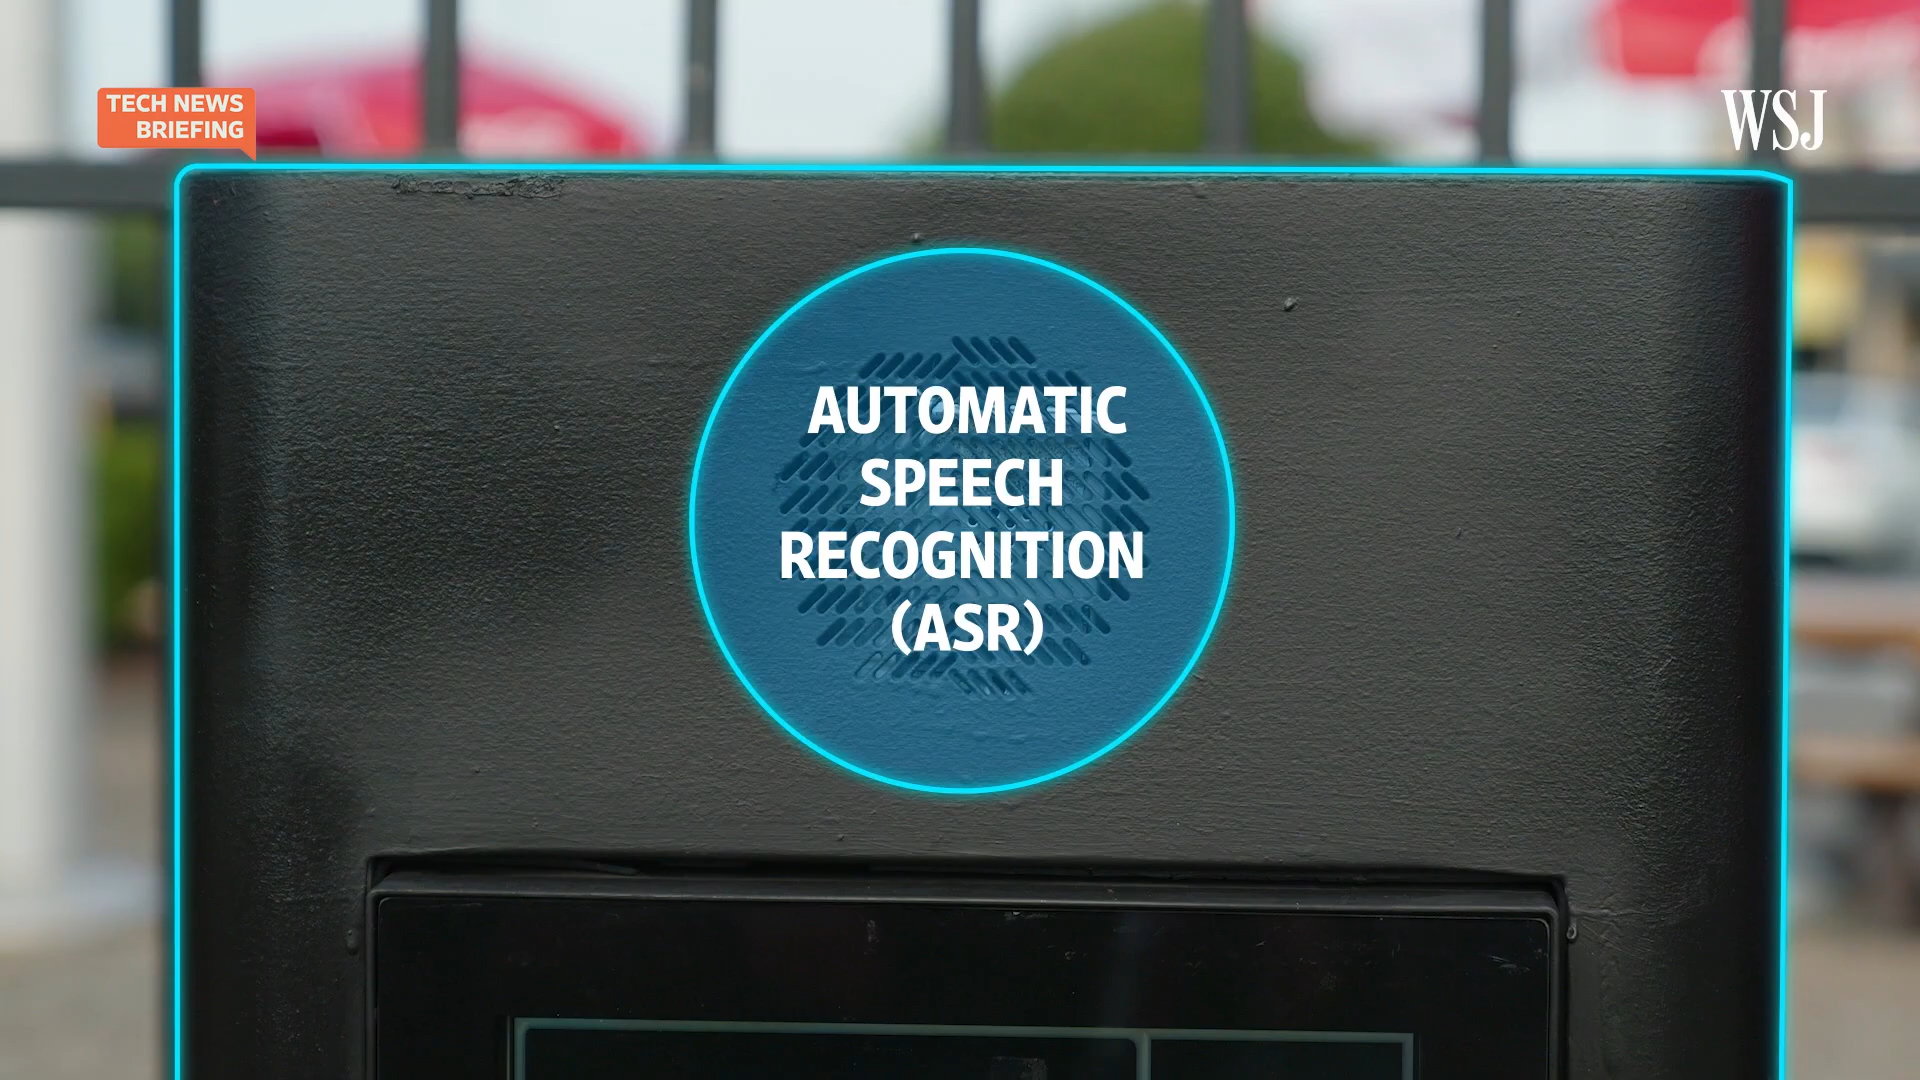 TECH NEWS
BRIEFING
WSJ
AUTOMATIC
SPEECH
RECOGNITION
(ASR)